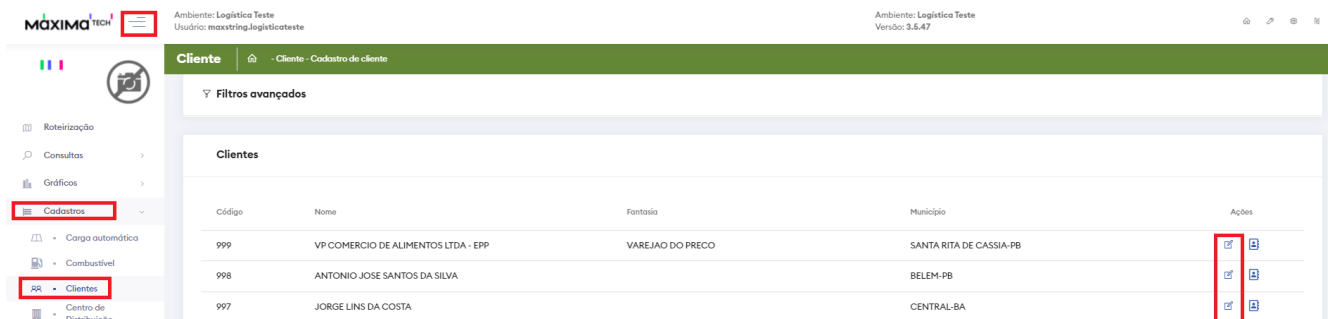 MÁXIMA TECH
Ambiente: Logística Teste
Usuário: maxstring.logisticateste
Ambiente: Logística Teste
Versão: 3.5.47
Cliente
- Cliente - Cadastro de cliente
Filtros avançados
Roteirização
Consultas
Gráficos
Cadastros
Carga automática
Combustível
Clientes
Centro de
Distribuição
Clientes
Código Nome Fantasia Município Ações
999 VP COMERCIO DE ALIMENTOS LTDA - EPP VAREJAO DO PRECO SANTA RITA DE CASSIA-PB
998 ANTONIO JOSE SANTOS DA SILVA BELEM-PB
997 JORGE LINS DA COSTA CENTRAL-BA